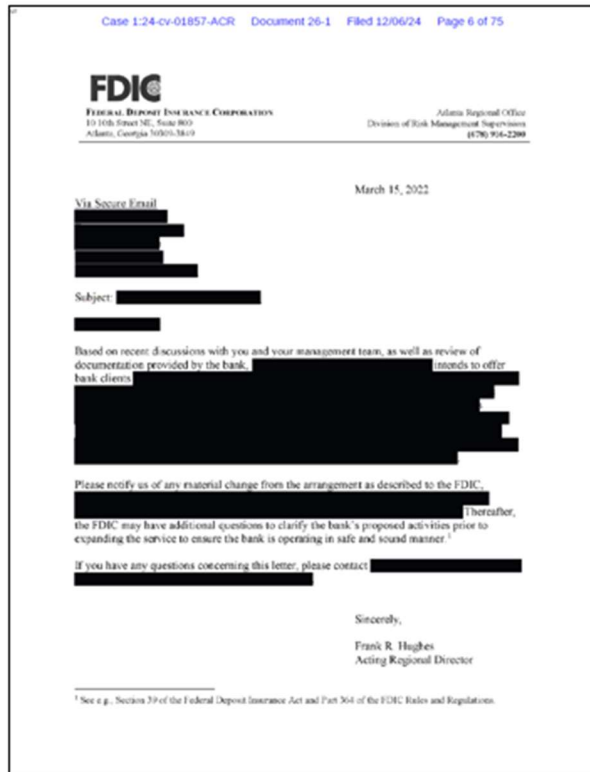 Case 1:24-cv-01857-ACR Document 26-1 Filed 12/06/24 Page 6 of 75
FDIC
FEDERAL DEPOSIT INSURANCE CORPORATION
10 10th Street NE, Suite 800
Atlanta, Georgia 30309-3849
Atlanta Regional Office
Division of Risk Management Supervision
(678) 916-2200
March 15, 2022
Via Secure Email
Subject:
Based on recent discussions with you and your management team, as well as review of
documentation provided by the bank, intends to offer
bank clients
Please notify us of any material change from the arrangement as described to the FDIC,
Thereafter,
the FDIC may have additional questions to clarify the bank's proposed activities prior to
expanding the service to ensure the bank is operating in safe and sound manner.1
If you have any questions concerning this letter, please contact
Sincerely,
Frank R. Hughes
Acting Regional Director
1 See e.g., Section 39 of the Federal Deposit Insurance Act and Part 364 of the FDIC Rules and Regulations.